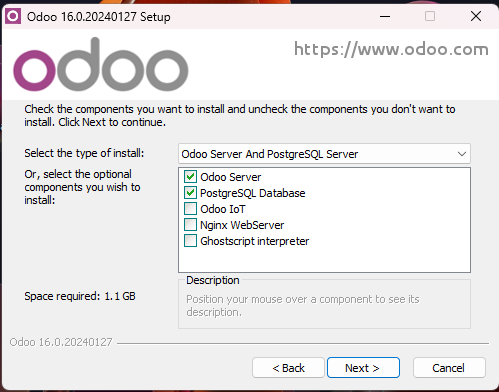 Odoo 16.0.20240127 Setup
odoo
https://www.odoo.com
Check the components you want to install and uncheck the components you don't want to
install. Click Next to continue.
Select the type of install:
Odoo Server And PostgreSQL Server
Or, select the optional
components you wish to
install:
Odoo Server
PostgreSQL Database
Odoo IoT
Nginx WebServer
Ghostscript interpreter
Space required: 1.1 GB
Description
Position your mouse over a component to see its
description.
Odoo 16.0.20240127
< Back
Next >
Cancel